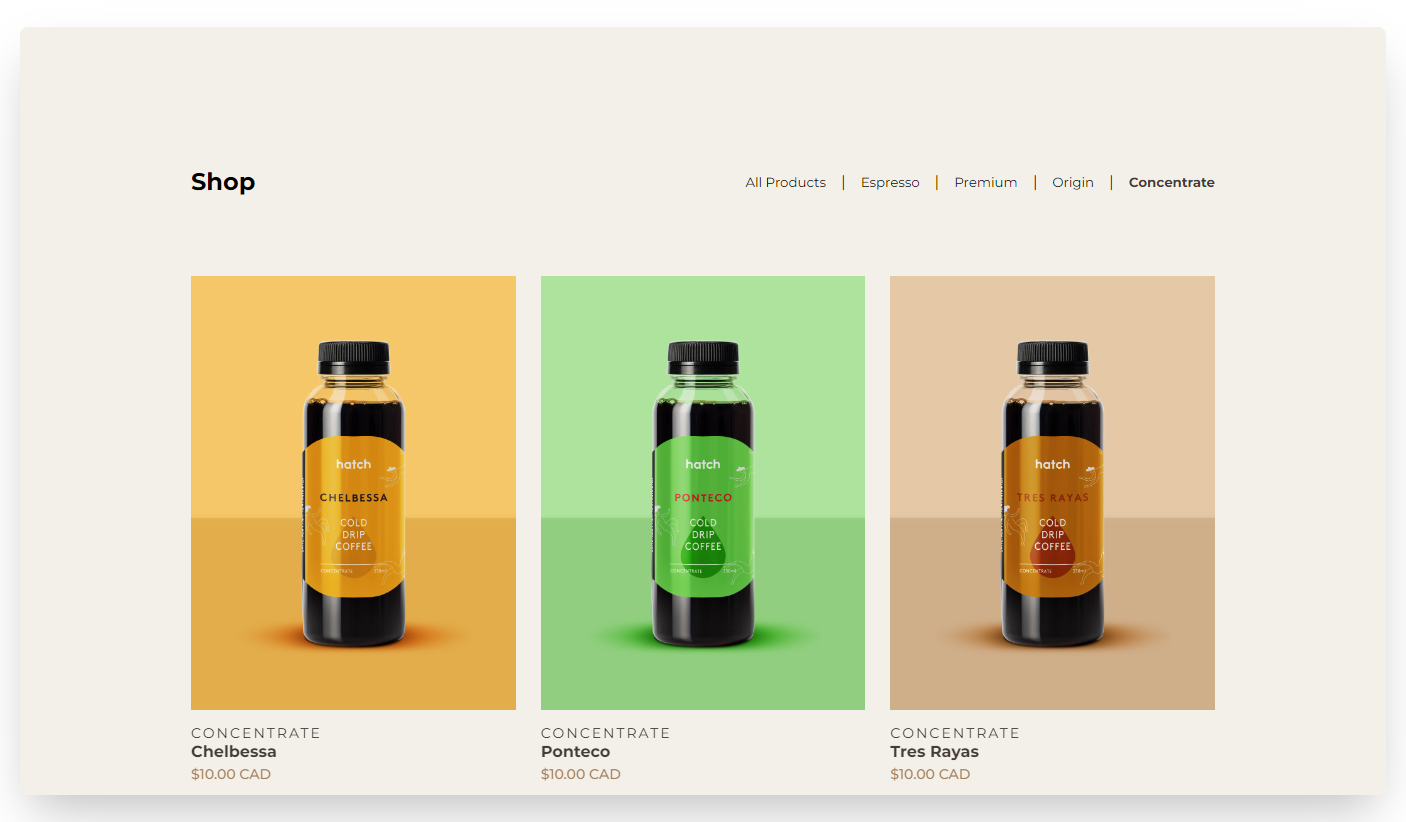 Shop
All Products | Espresso | Premium | Origin | Concentrate
hatch
CHELBESSA
COLD
DRIP
COFFEE
CONCENTRATE
hatch
PONTECO
COLD
DRIP
COFFEE
CONCENTRATE
hatch
TRES RAYAS
COLD
DRIP
COFFEE
CONCENTRATE
CONCENTRATE
Chelbessa
$10.00 CAD
CONCENTRATE
Ponteco
$10.00 CAD
CONCENTRATE
Tres Rayas
$10.00 CAD